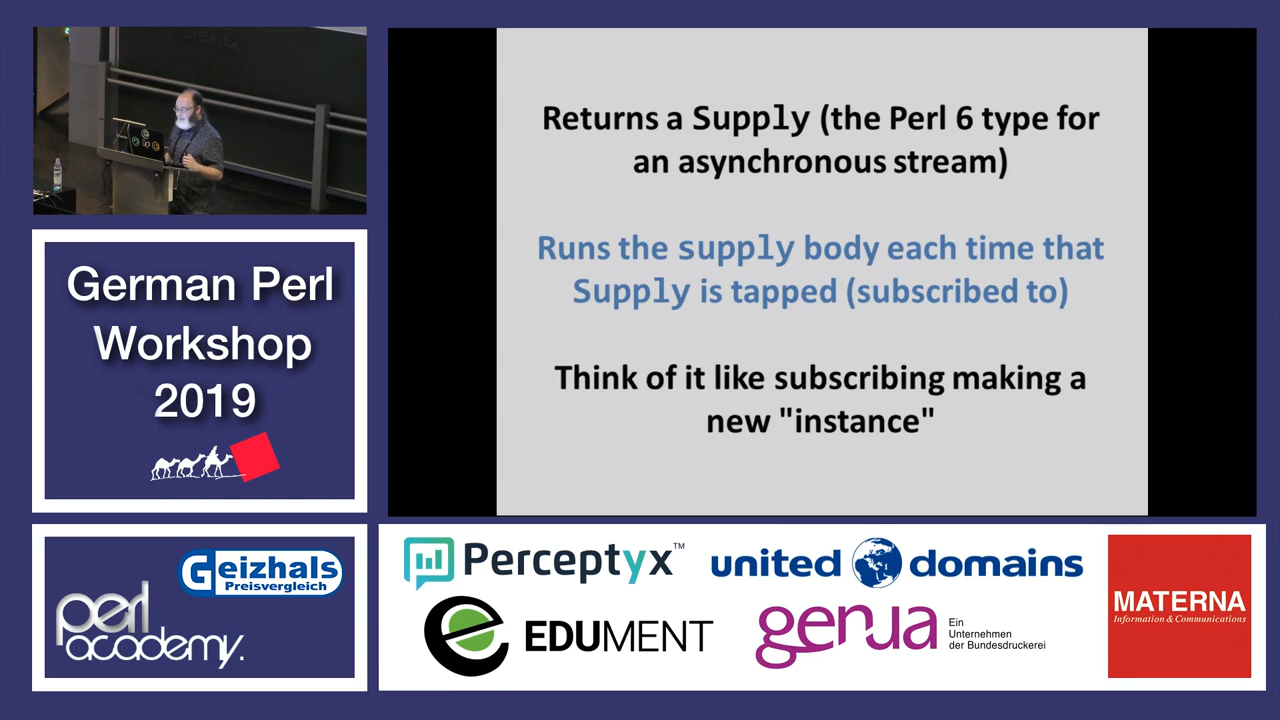 Returns a Supply (the Perl 6 type for
an asynchronous stream)
Runs the supply body each time that
Supply is tapped (subscribed to)
Think of it like subscribing making a
new "instance"
German Perl
Workshop
2019
Geizhals
Preisvergleich
perl
academy.
Perceptyx™
united domains
EDUMENT
genua
Ein
Unternehmen
der Bundesdruckerei
MATERNA
Information & Communications